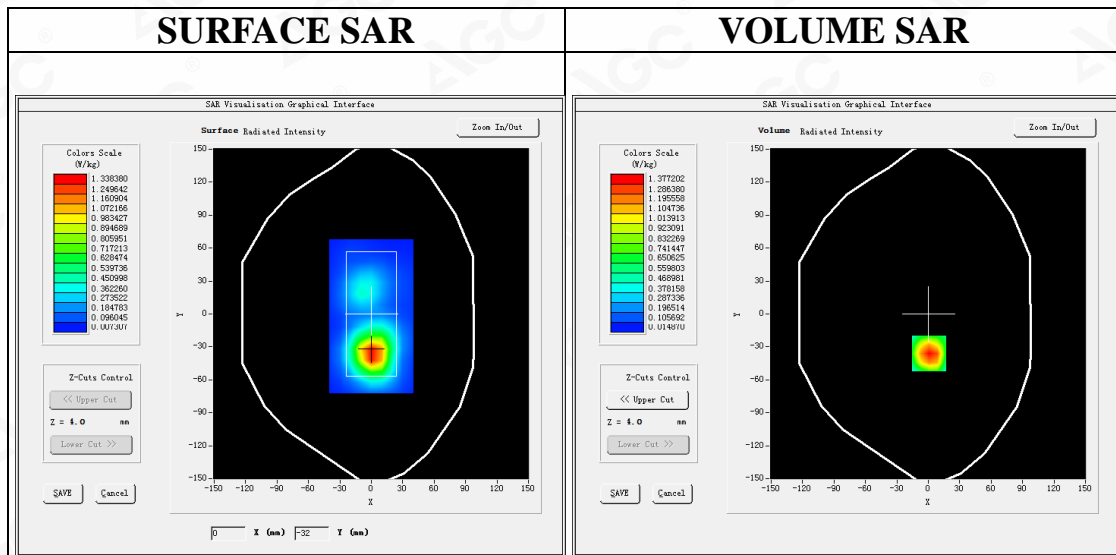 SURFACE SAR
VOLUME SAR
SAR Visualisation Graphical Interface
Surface Radiated Intensity
Zoom In/Out
Colors Scale
(W/kg)
1.338380
1.249642
1.160904
1.072166
0.983427
0.894689
0.805951
0.717213
0.628474
0.539736
0.450998
0.362260
0.273522
0.184783
0.096045
0.007307
150
120
90
60
30
0
-30
-60
-90
-120
-150
Y
-150 -120 -90 -60 -30 0 30 60 90 120 150
X
Z-Cuts Control
<< Upper Cut
Z = 4.0 mm
Lower Cut >>
SAVE Cancel
0 X (mm) -32 Y (mm)
SAR Visualisation Graphical Interface
Volume Radiated Intensity
Zoom In/Out
Colors Scale
(W/kg)
1.377202
1.286380
1.195558
1.104736
1.013913
0.923091
0.832269
0.741447
0.650625
0.559803
0.468981
0.378158
0.287336
0.196514
0.105692
0.014870
150
120
90
60
30
0
-30
-60
-90
-120
-150
Y
-150 -120 -90 -60 -30 0 30 60 90 120 150
X
Z-Cuts Control
<< Upper Cut
Z = 4.0 mm
Lower Cut >>
SAVE Cancel
AGC